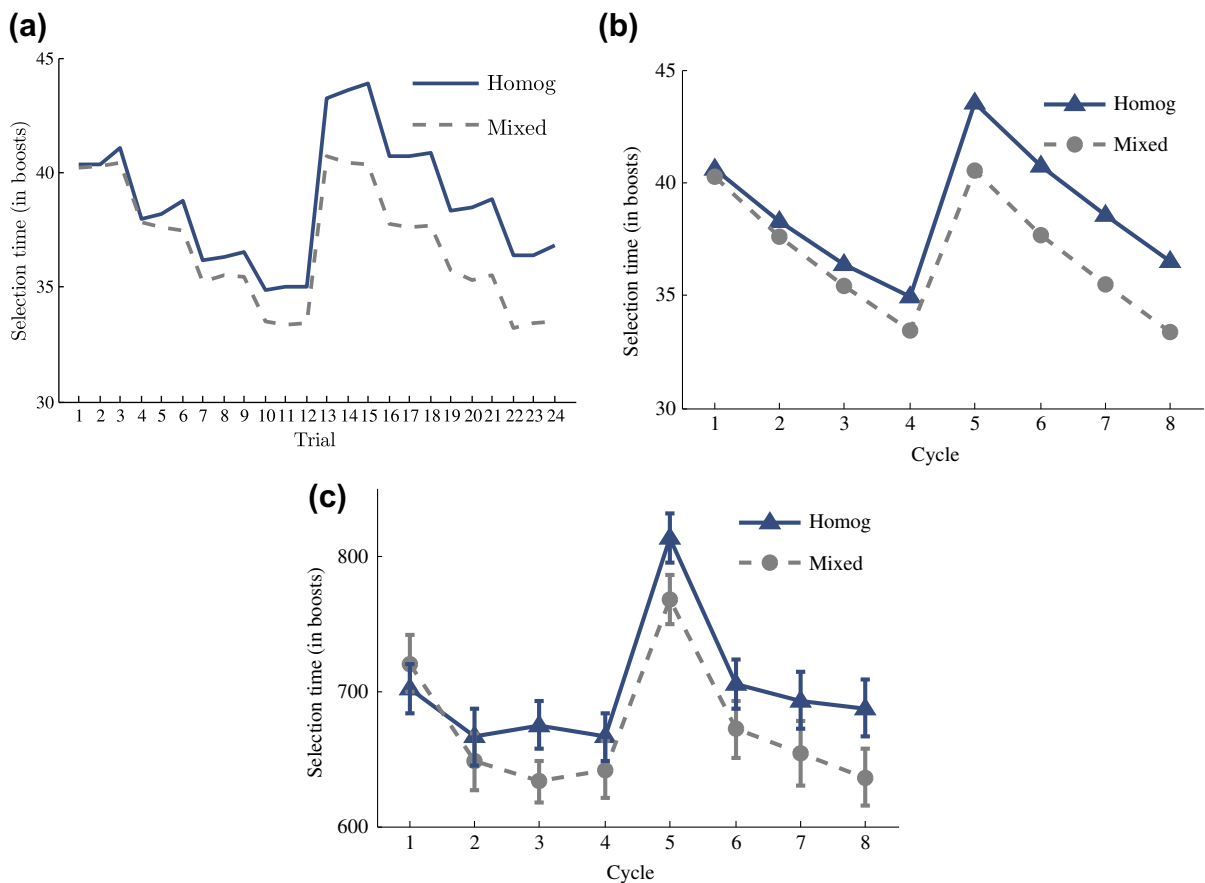 (a)
Selection time (in boosts)
45
40
35
30
Homog
Mixed
1 2 3 4 5 6 7 8 9 10 11 12 13 14 15 16 17 18 19 20 21 22 23 24
Trial
(b)
Selection time (in boosts)
45
40
35
30
Homog
Mixed
1 2 3 4 5 6 7 8
Cycle
(c)
Selection time (in boosts)
800
700
600
Homog
Mixed
1 2 3 4 5 6 7 8
Cycle